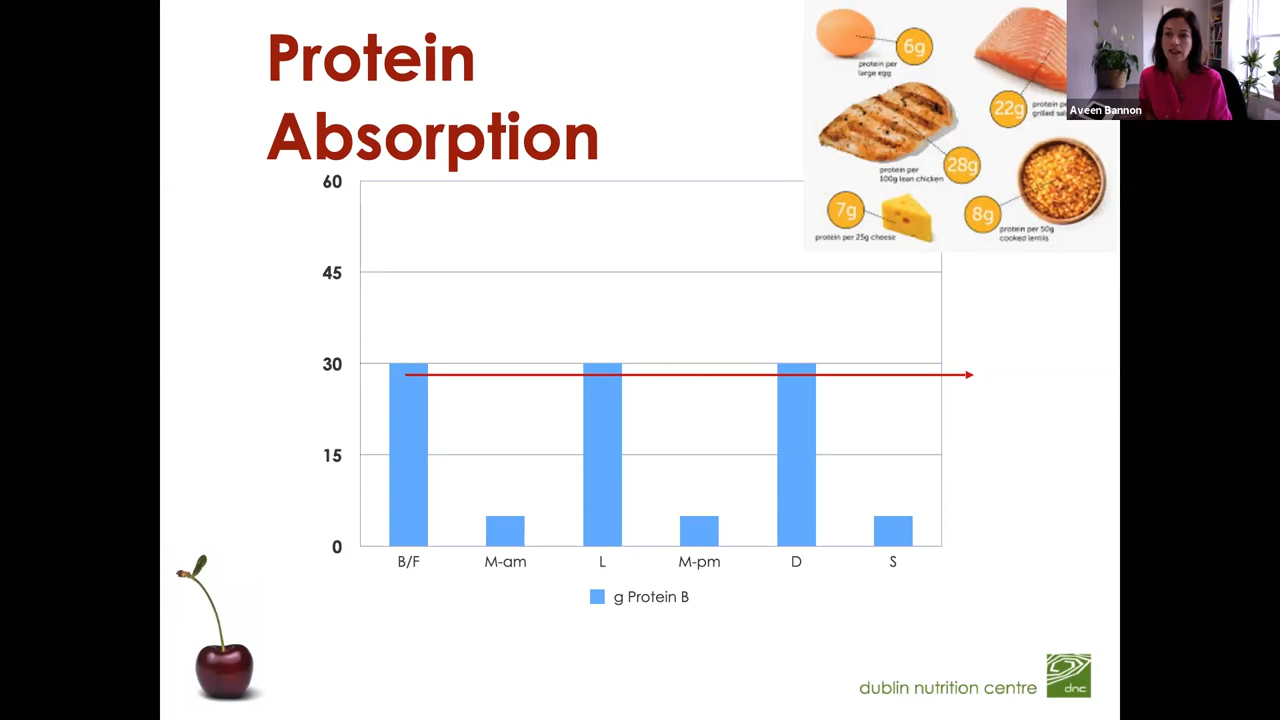 Protein
Absorption
6g
protein per
large egg
22g
protein
grilled
28g
protein per
100g lean chicken
7g
protein per 25g cheese
8g
protein per 50g
cooked lentils
Aveen Bannon
60
45
30
15
0
B/F
M-am
L
M-pm
D
S
g Protein B
dublin nutrition centre
dnc